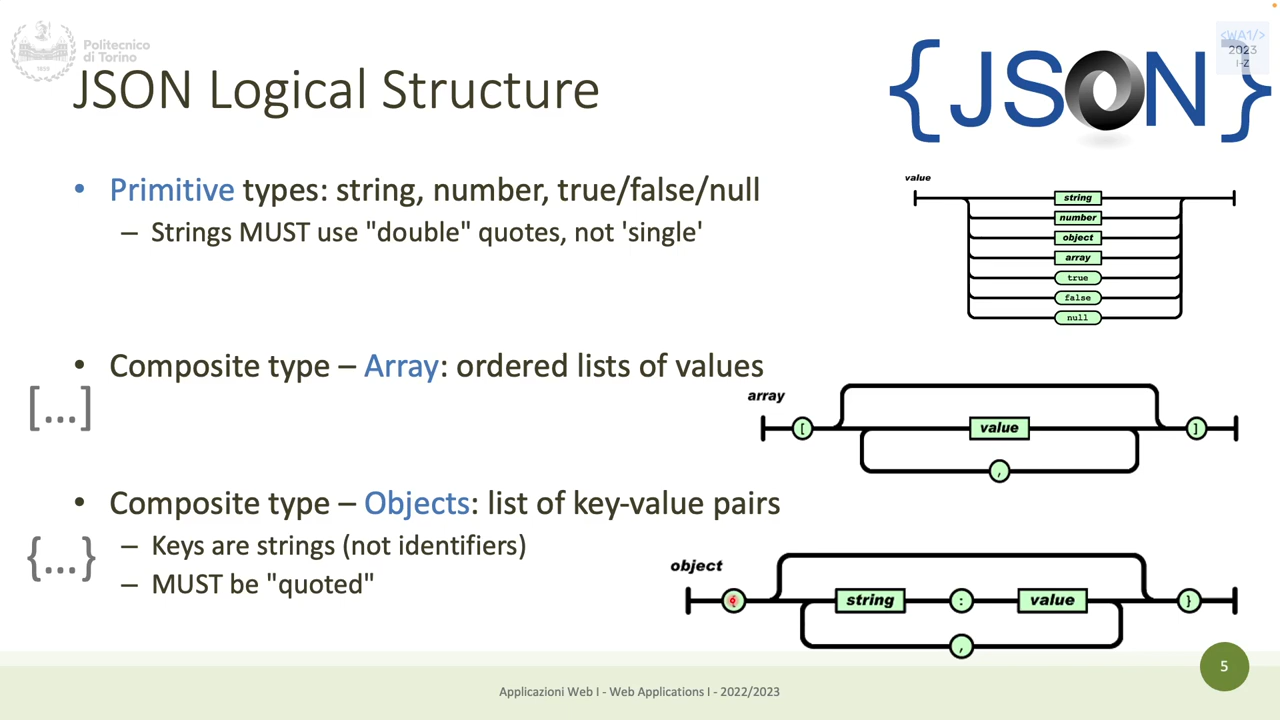 Politecnico
di Torino
1859
<WA1/>
2023
I-Z
JSON Logical Structure
{JSON}
• Primitive types: string, number, true/false/null
– Strings MUST use "double" quotes, not 'single'
value
string
number
object
array
true
false
null
• Composite type – Array: ordered lists of values
[…]
array
[ value ]
,
• Composite type – Objects: list of key-value pairs
{…}
– Keys are strings (not identifiers)
– MUST be "quoted"
object
{ string : value }
,
5
Applicazioni Web I - Web Applications I - 2022/2023